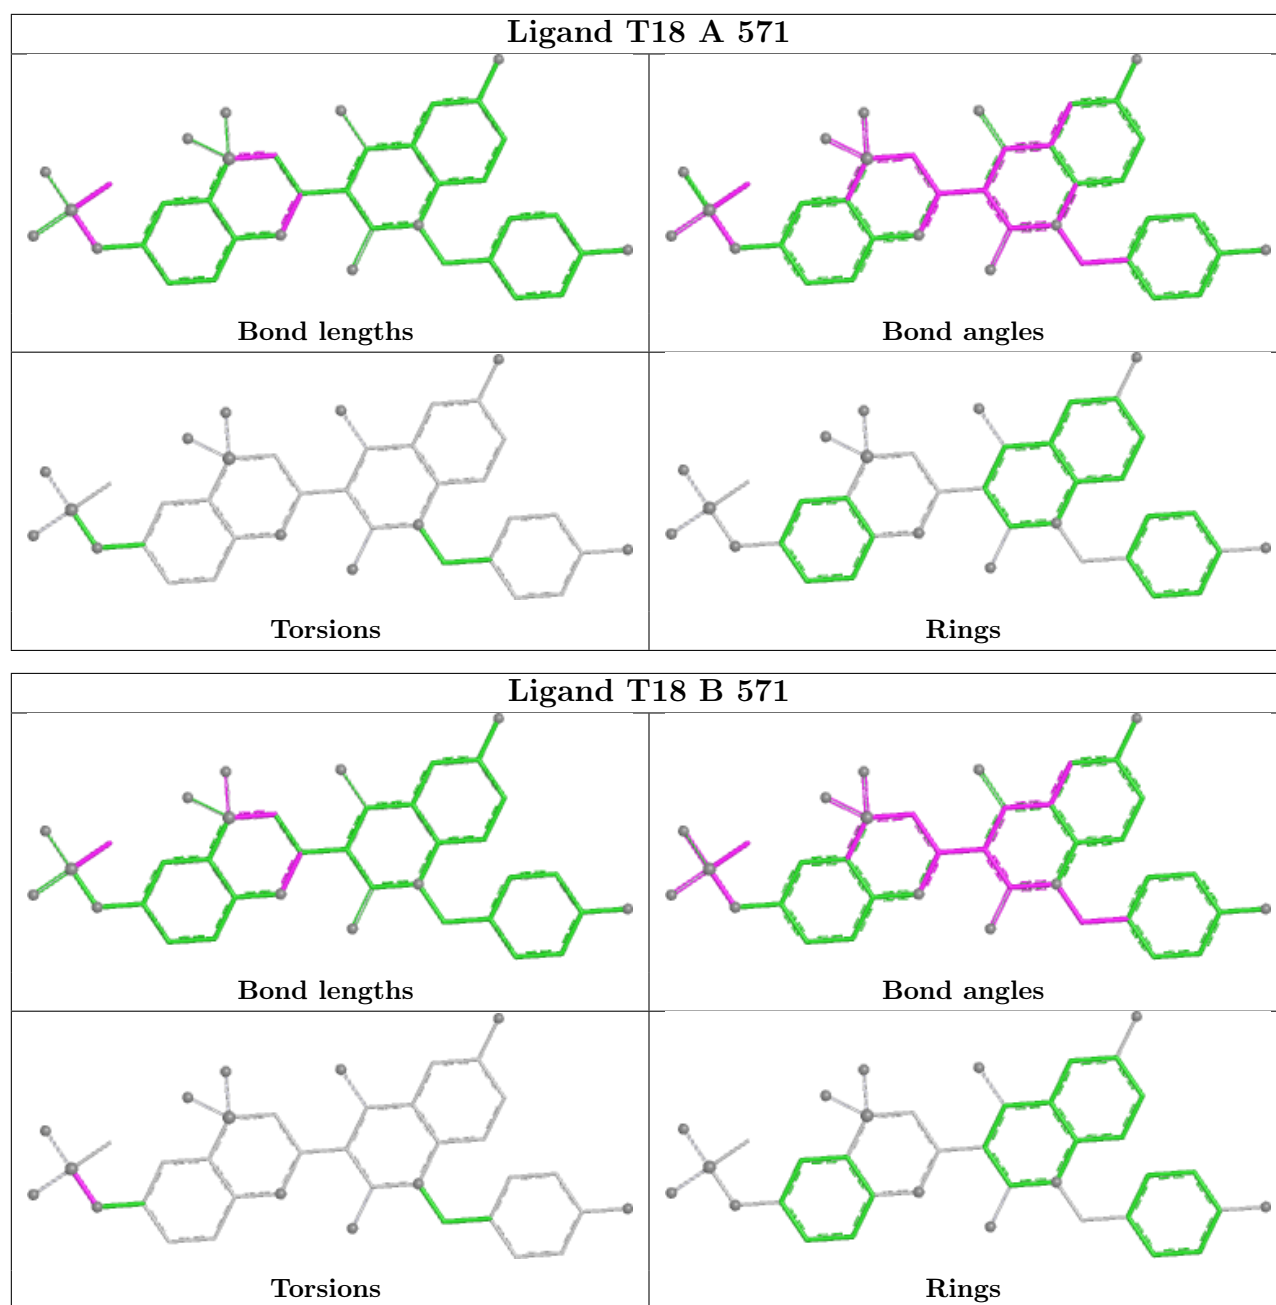 Ligand T18 A 571
Bond lengths
Bond angles
Torsions
Rings
Ligand T18 B 571
Bond lengths
Bond angles
Torsions
Rings